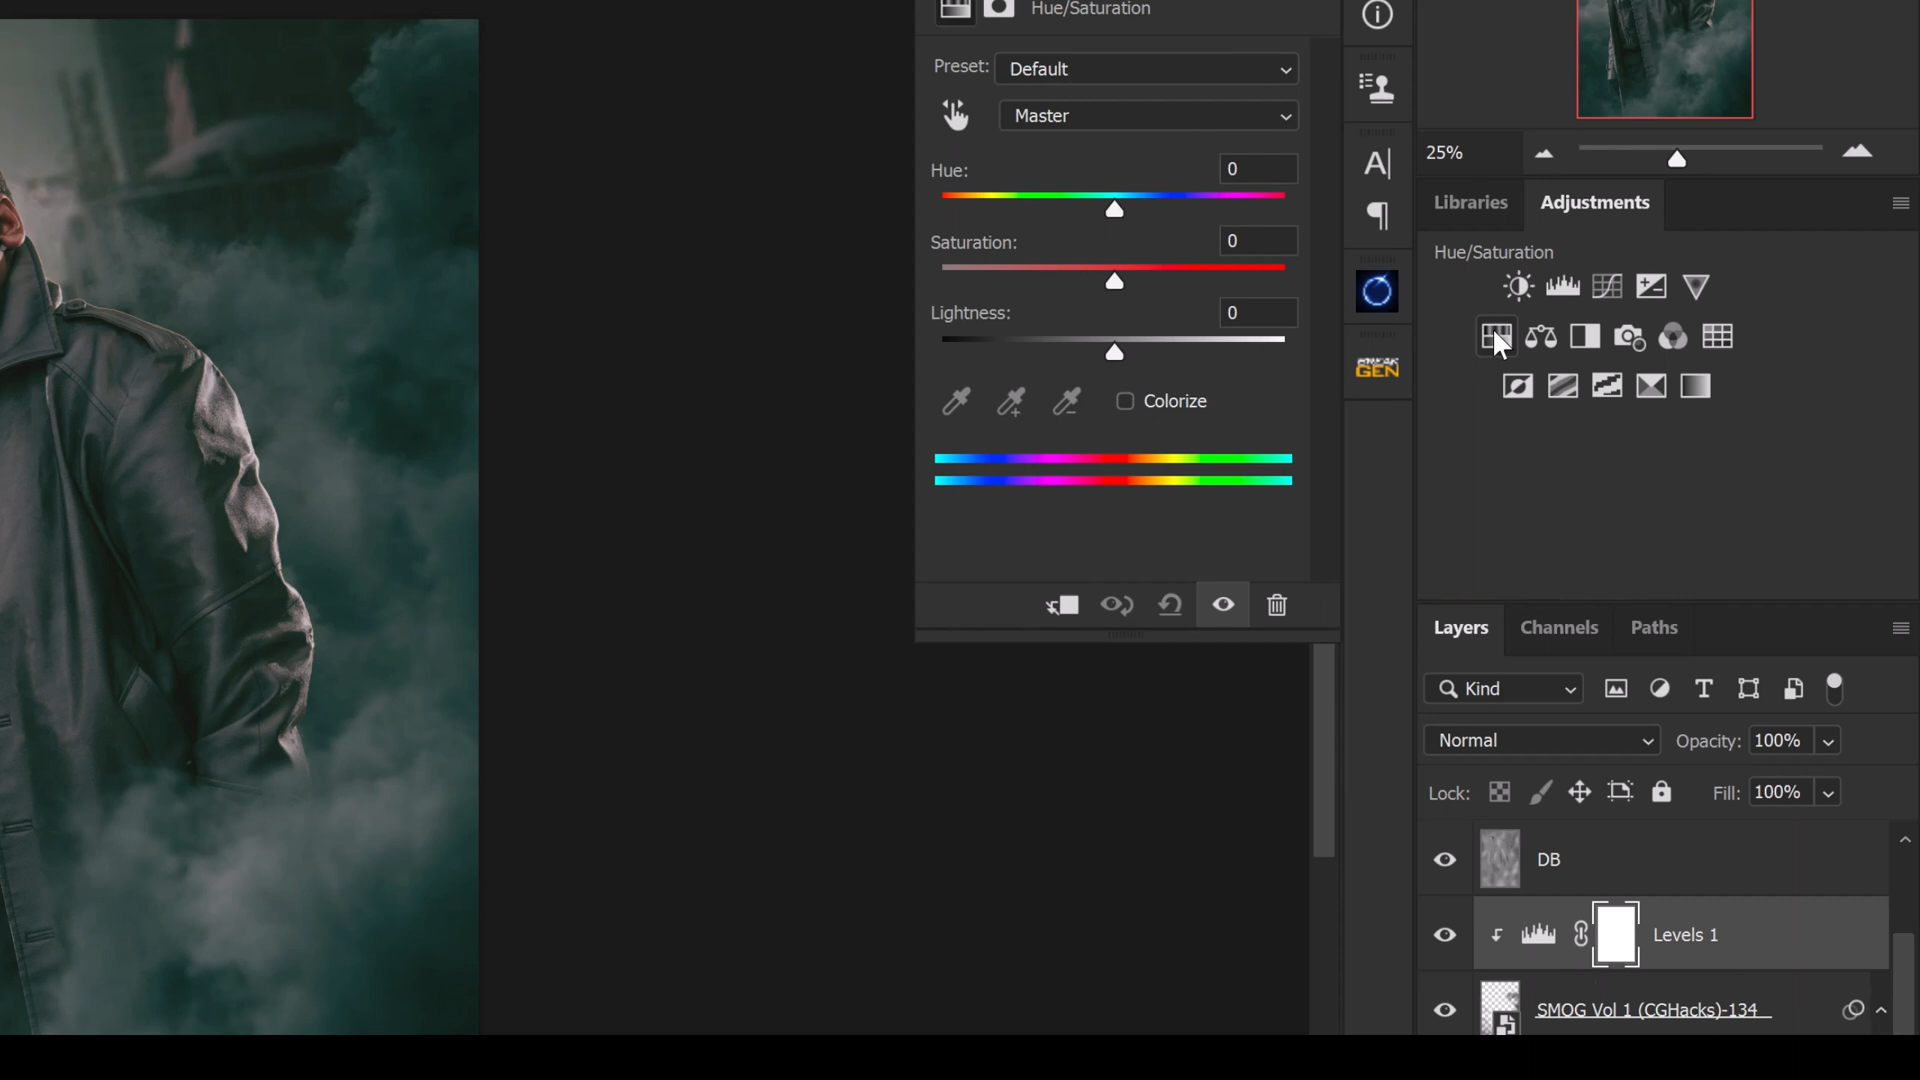 Hue/Saturation
Preset: Default
Master
Hue: 0
Saturation: 0
Lightness: 0
Colorize
A
GEN
25%
Libraries Adjustments
Hue/Saturation
Layers Channels Paths
Kind
T
Normal Opacity: 100%
Lock: Fill: 100%
DB
Levels 1
SMOG Vol 1 (CGHacks)-134